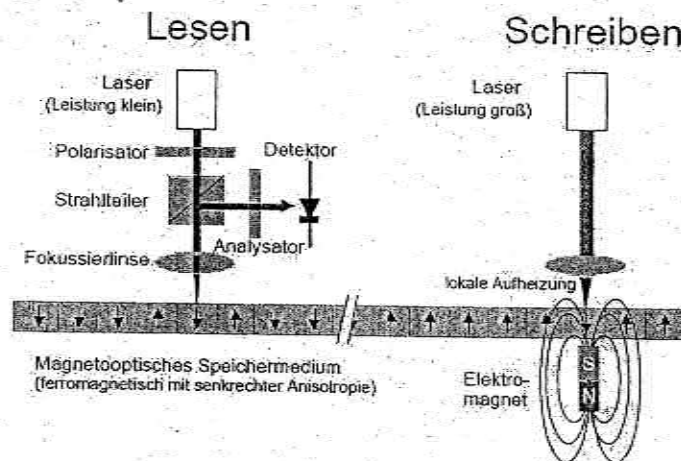 Lesen
Schreiben
Laser
(Leistung klein)
Laser
(Leistung groß)
Polarisator
Detektor
Strahlteiler
Analysator
Fokussierlinse
lokale Aufheizung
Magnetooptisches Speichermedium
(ferromagnetisch mit senkrechter Anisotropie)
Elektro-
magnet
S
N